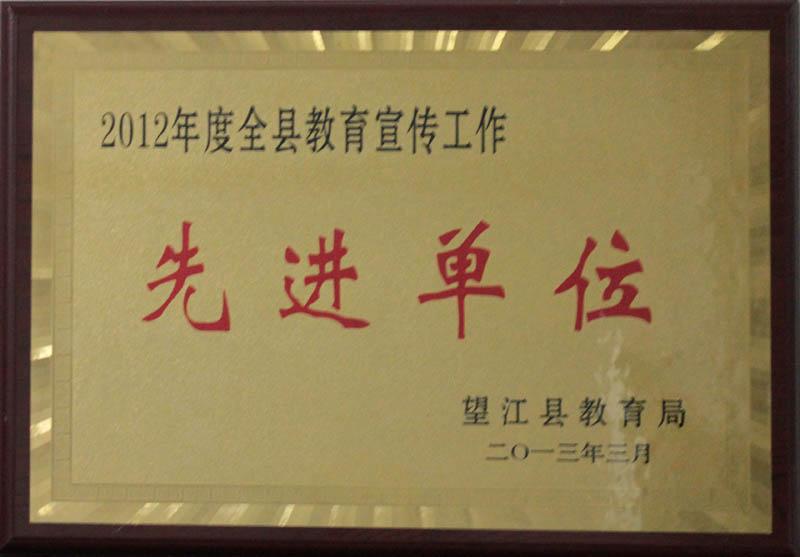 2012年度全县教育宣传工作
先进单位
望江县教育局
二〇一三年三月